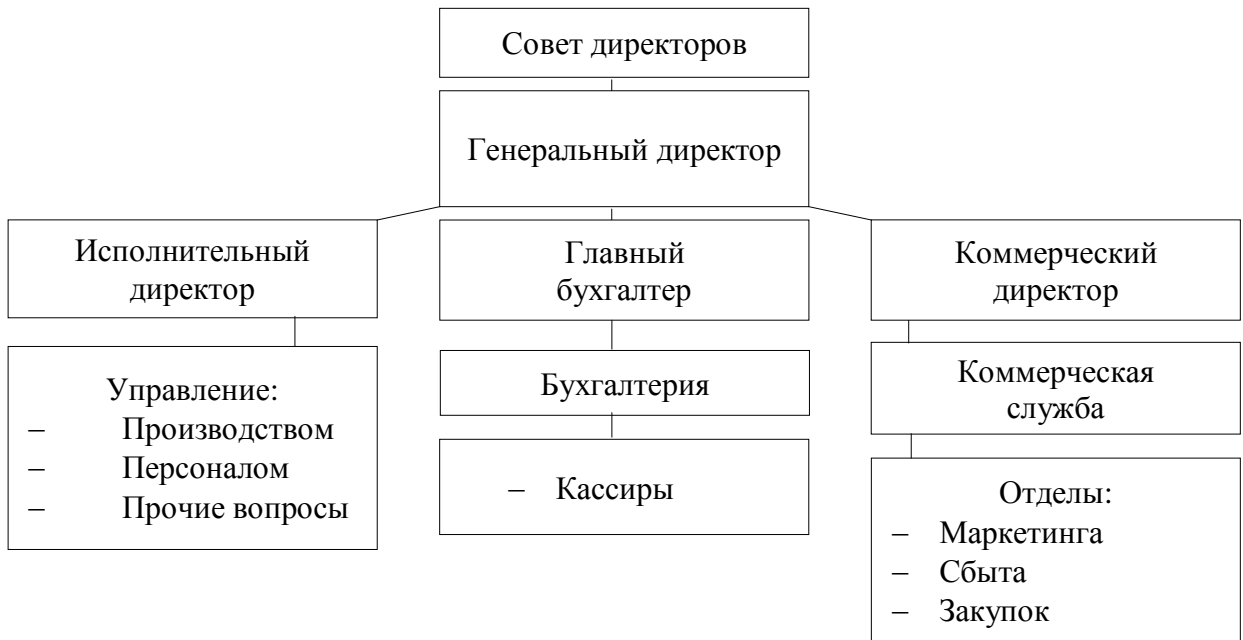 Совет директоров
Генеральный директор
Исполнительный
директор
Главный
бухгалтер
Коммерческий
директор
Управление:
– Производством
– Персоналом
– Прочие вопросы
Бухгалтерия
– Кассиры
Коммерческая
служба
Отделы:
– Маркетинга
– Сбыта
– Закупок